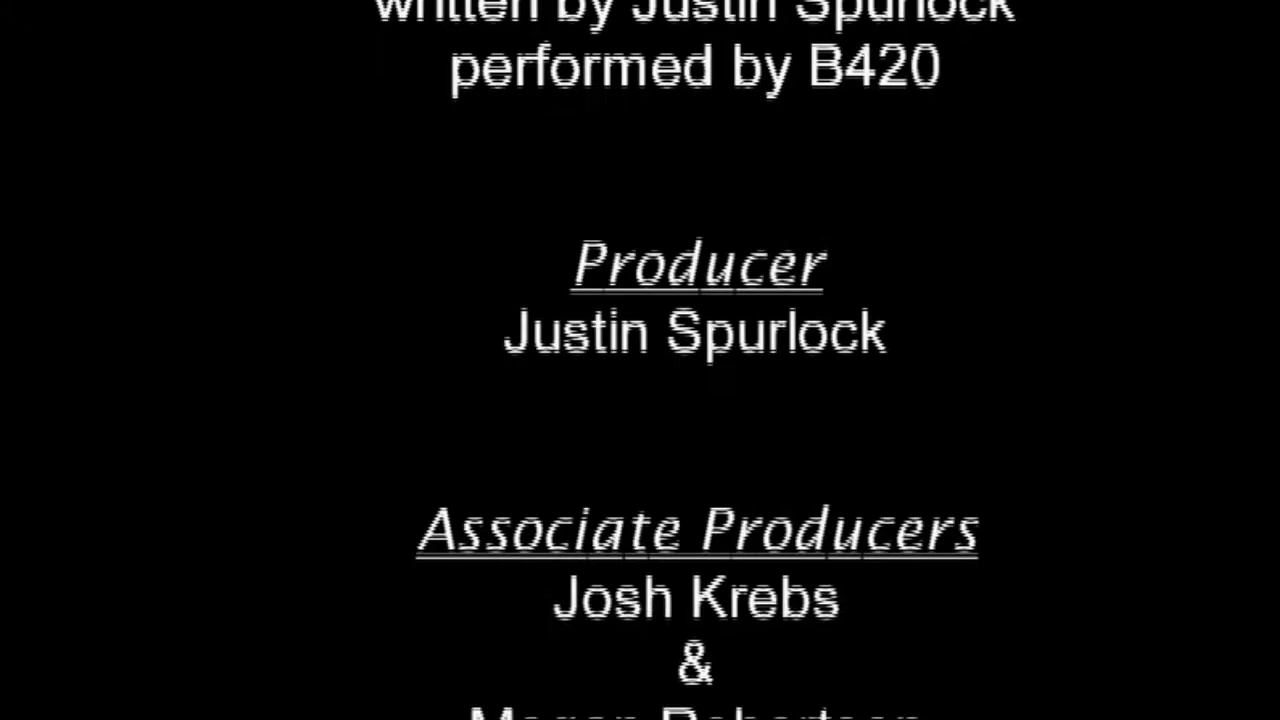 written by Justin Spurlock
performed by B420
Producer
Justin Spurlock
Associate Producers
Josh Krebs
&